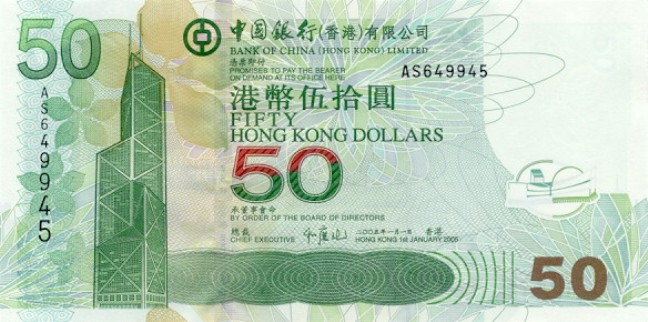 50
中國銀行(香港)有限公司
BANK OF CHINA (HONG KONG) LIMITED
憑票即付
PROMISES TO PAY THE BEARER
ON DEMAND AT ITS OFFICE HERE
AS649945
AS649945
港幣伍拾圓
FIFTY
HONG KONG DOLLARS
50
承董事會命
BY ORDER OF THE BOARD OF DIRECTORS
總裁
CHIEF EXECUTIVE
二〇〇五年一月一日 香港
HONG KONG 1ST JANUARY 2005
50